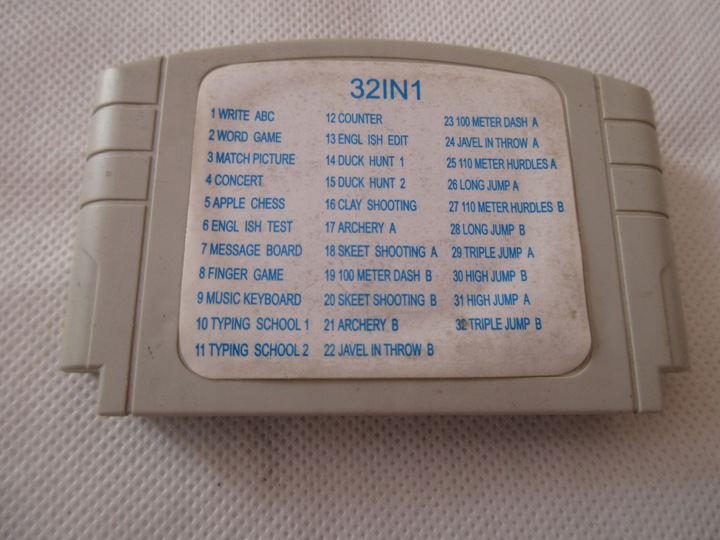 32IN1
1 WRITE ABC
2 WORD GAME
3 MATCH PICTURE
4 CONCERT
5 APPLE CHESS
6 ENGL ISH TEST
7 MESSAGE BOARD
8 FINGER GAME
9 MUSIC KEYBOARD
10 TYPING SCHOOL 1
11 TYPING SCHOOL 2
12 COUNTER
13 ENGL ISH EDIT
14 DUCK HUNT 1
15 DUCK HUNT 2
16 CLAY SHOOTING
17 ARCHERY A
18 SKEET SHOOTING A
19 100 METER DASH B
20 SKEET SHOOTING B
21 ARCHERY B
22 JAVEL IN THROW B
23 100 METER DASH A
24 JAVEL IN THROW A
25 110 METER HURDLES A
26 LONG JUMP A
27 110 METER HURDLES B
28 LONG JUMP B
29 TRIPLE JUMP A
30 HIGH JUMP B
31 HIGH JUMP A
32 TRIPLE JUMP B